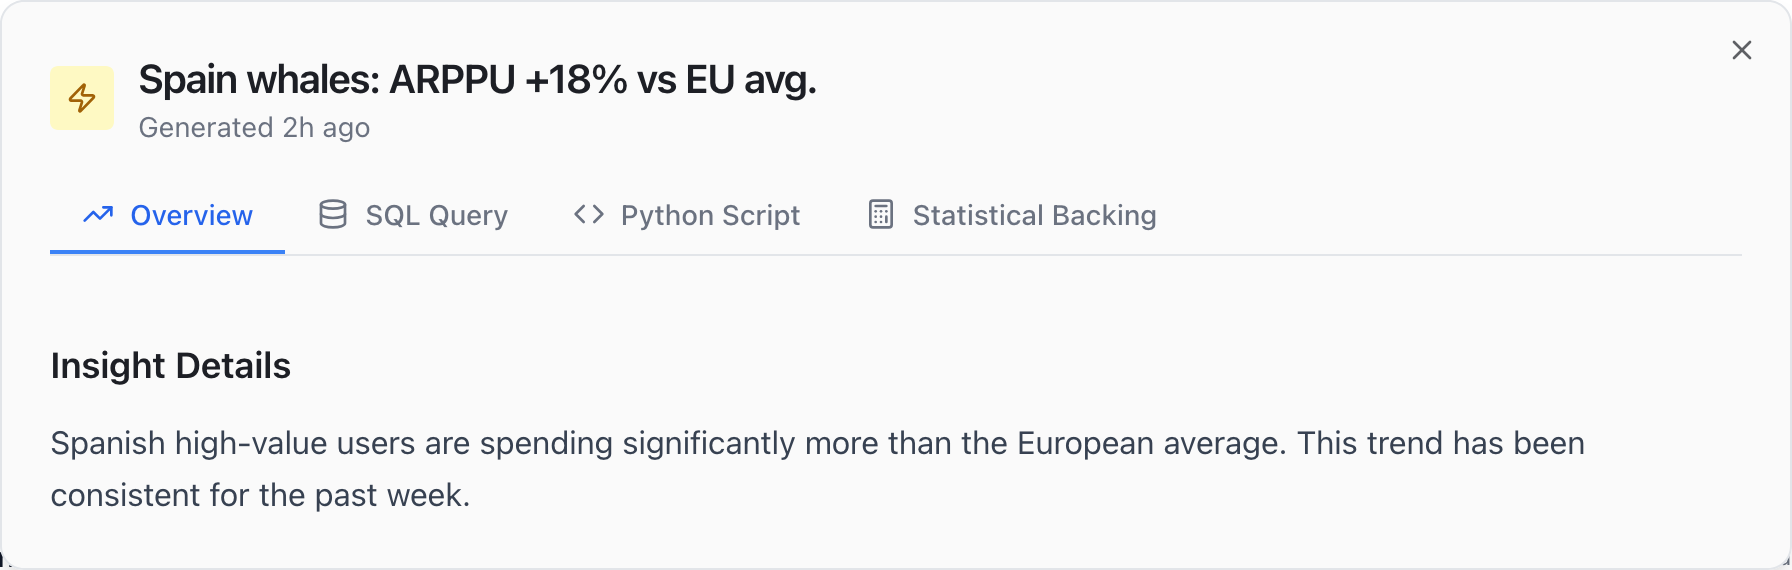 Spain whales: ARPPU +18% vs EU avg.
Generated 2h ago
Overview
SQL Query
Python Script
Statistical Backing
Insight Details
Spanish high-value users are spending significantly more than the European average. This trend has been
consistent for the past week.